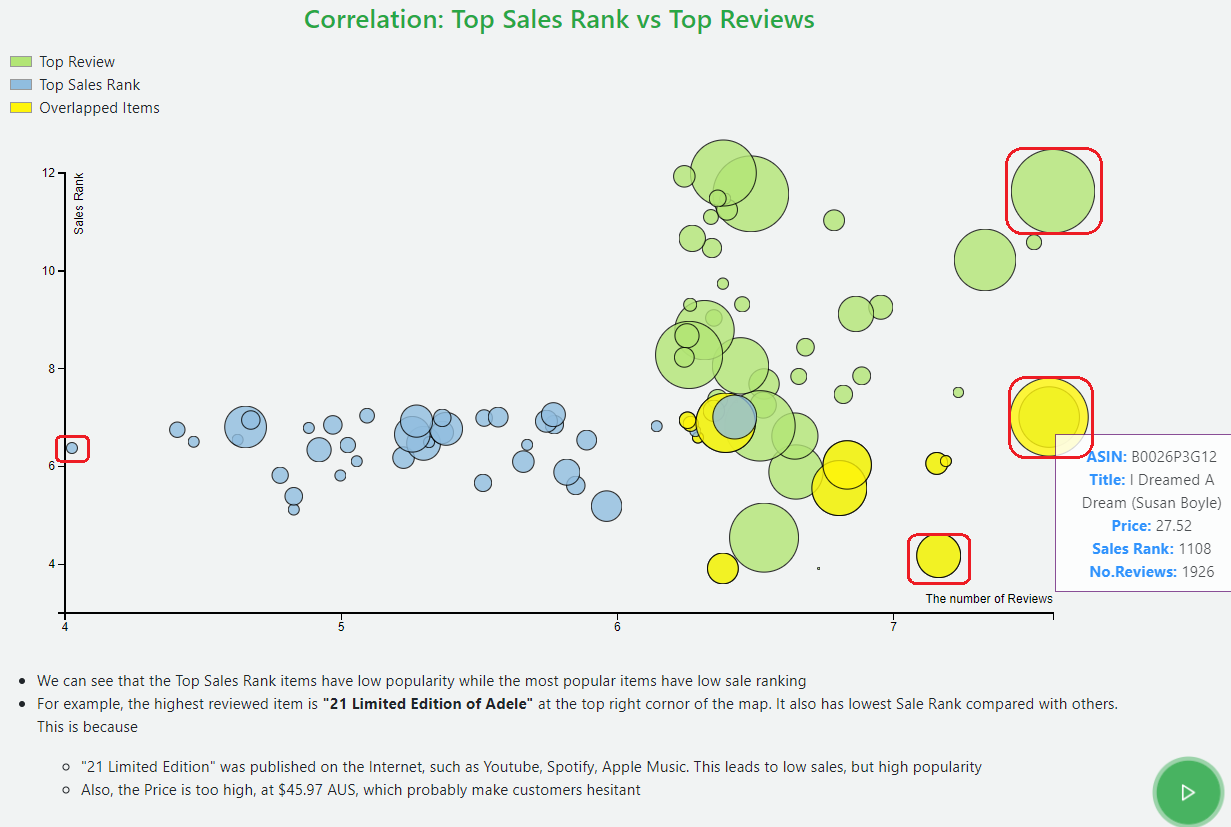 Correlation: Top Sales Rank vs Top Reviews
Top Review
Top Sales Rank
Overlapped Items
12
Sales Rank
10
8
6
4
ASIN: B0026P3G12
Title: I Dreamed A
Dream (Susan Boyle)
Price: 27.52
Sales Rank: 1108
No.Reviews: 1926
The number of Reviews
4
5
6
7
We can see that the Top Sales Rank items have low popularity while the most popular items have low sale ranking
For example, the highest reviewed item is "21 Limited Edition of Adele" at the top right cornor of the map. It also has lowest Sale Rank compared with others.
This is because
"21 Limited Edition" was published on the Internet, such as Youtube, Spotify, Apple Music. This leads to low sales, but high popularity
Also, the Price is too high, at $45.97 AUS, which probably make customers hesitant